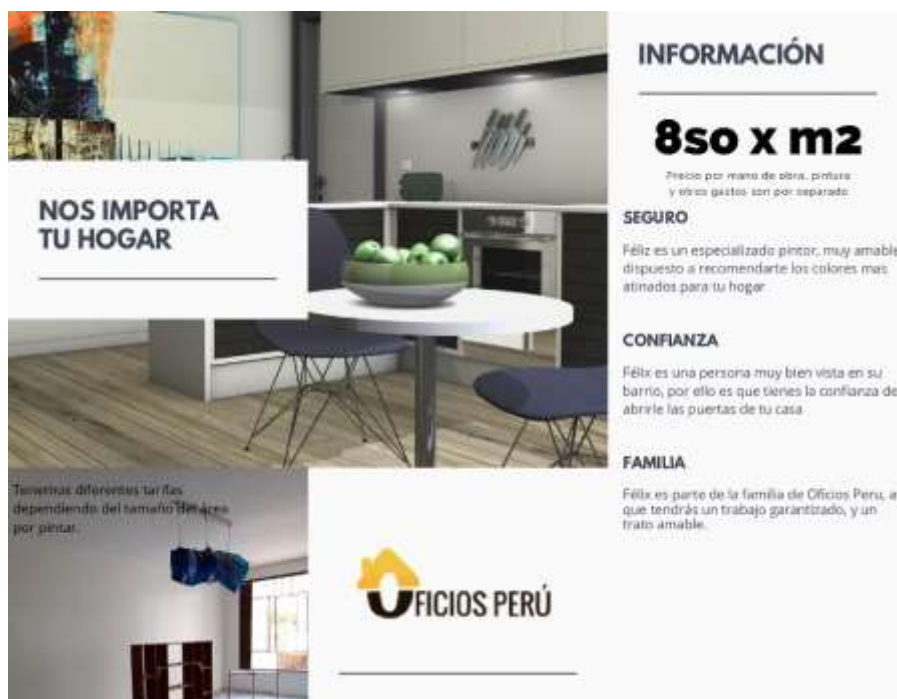 NOS IMPORTA
TU HOGAR
Tenemos diferentes tarifas
dependiendo del tamaño del área
por pintar.
OFICIOS PERÚ
INFORMACIÓN
8so x m2
Precio por mano de obra, pintura
y otros gastos son por separado
SEGURO
Féliz es un especializado pintor, muy amable
dispuesto a recomendarte los colores mas
atinados para tu hogar
CONFIANZA
Félix es una persona muy bien vista en su
barrio, por ello es que tienes la confianza de
abrirle las puertas de tu casa
FAMILIA
Félix es parte de la familia de Oficios Peru, a
que tendrás un trabajo garantizado, y un
trato amable.